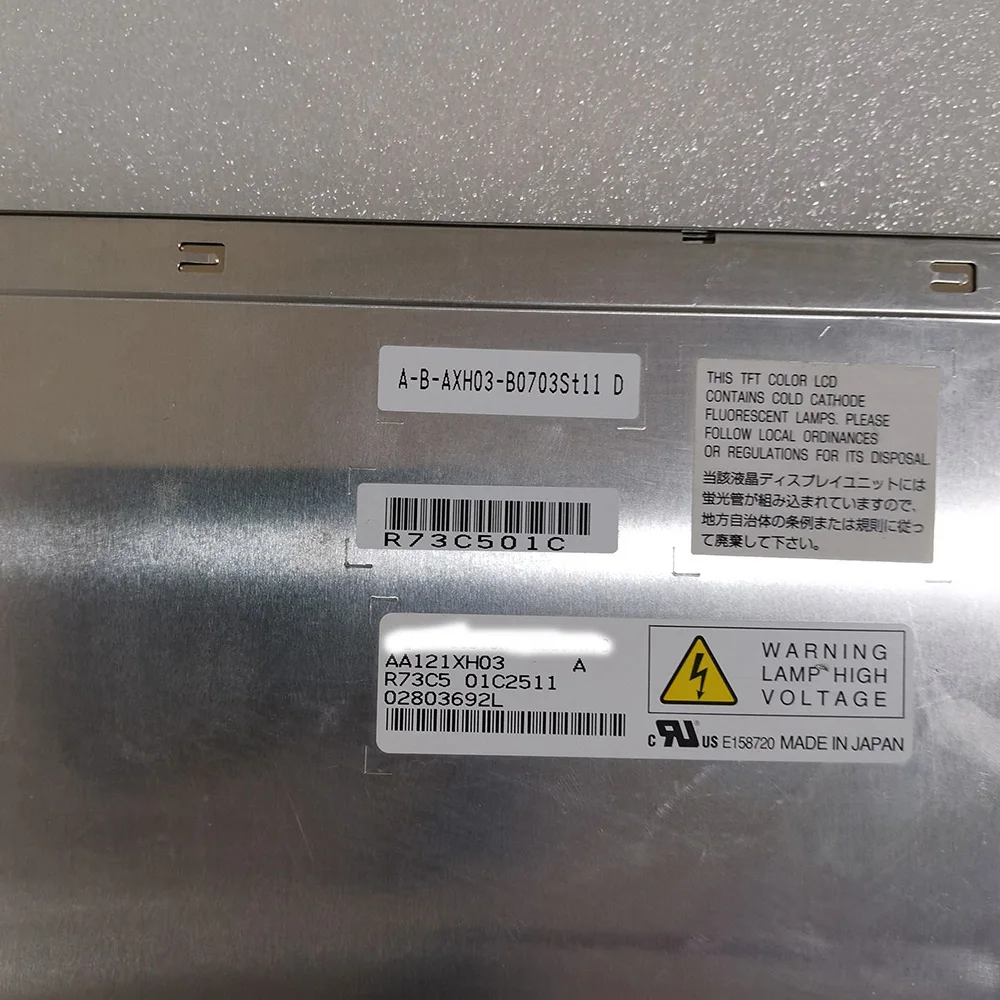 A-B-AXH03-B0703St11 D
THIS TFT COLOR LCD
CONTAINS COLD CATHODE
FLUORESCENT LAMPS. PLEASE
FOLLOW LOCAL ORDINANCES
OR REGULATIONS FOR ITS DISPOSAL.
当該液晶ディスプレイユニットには
蛍光管が組み込まれていますので、
地方自治体の条例または規則に従っ
て廃棄して下さい。
R73C501C
AA121XH03 A
R73C5 01C2511
02803692L
WARNING
LAMP HIGH
VOLTAGE
c RU US E158720 MADE IN JAPAN